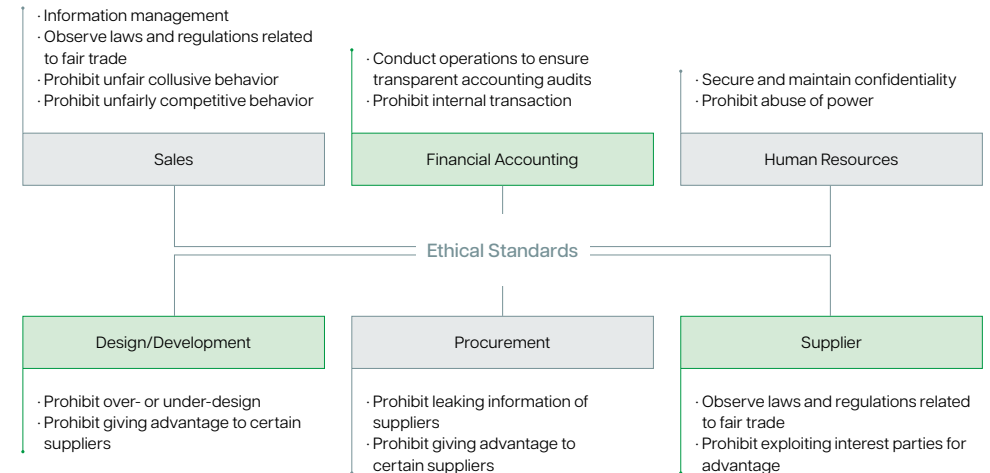 · Information management
· Observe laws and regulations related
to fair trade
· Prohibit unfair collusive behavior
· Prohibit unfairly competitive behavior
Sales
· Conduct operations to ensure
transparent accounting audits
· Prohibit internal transaction
Financial Accounting
· Secure and maintain confidentiality
· Prohibit abuse of power
Human Resources
Ethical Standards
Design/Development
· Prohibit over- or under-design
· Prohibit giving advantage to certain
suppliers
Procurement
· Prohibit leaking information of
suppliers
· Prohibit giving advantage to
certain suppliers
Supplier
· Observe laws and regulations related
to fair trade
· Prohibit exploiting interest parties for
advantage